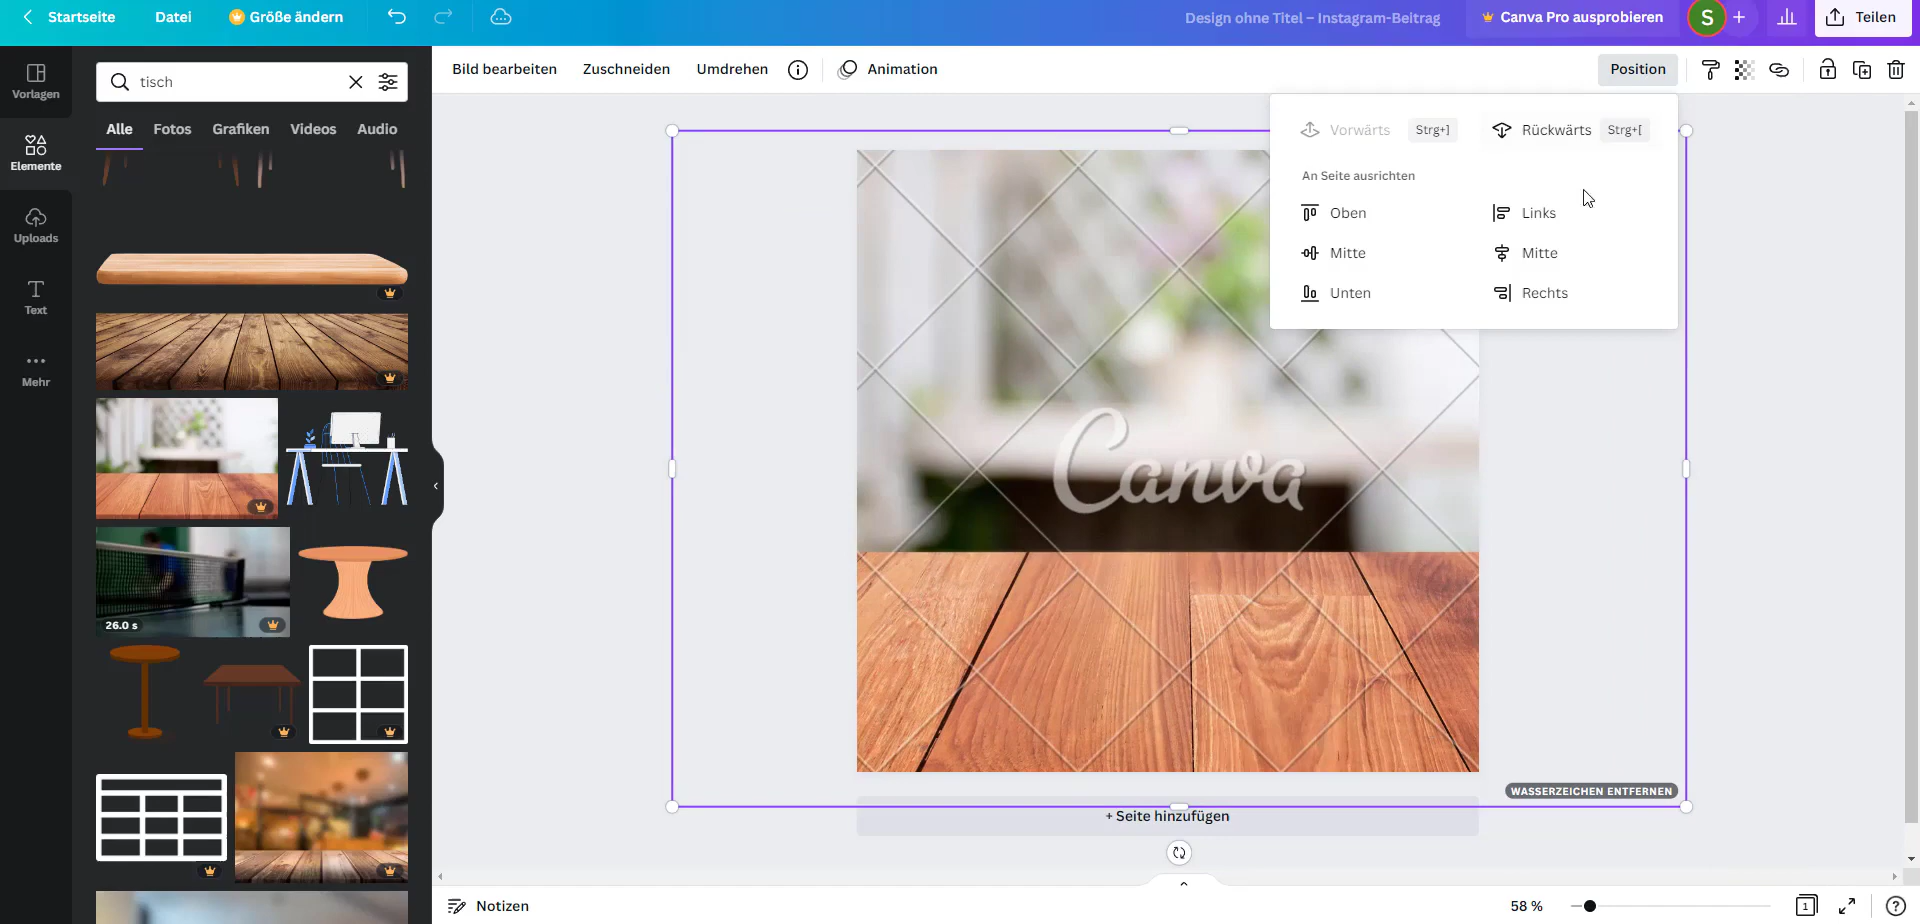 Startseite
Datei
Größe ändern
Design ohne Titel – Instagram-Beitrag
Canva Pro ausprobieren
S
+
Teilen
Vorlagen
Elemente
Uploads
Text
Mehr
tisch
Alle
Fotos
Grafiken
Videos
Audio
26.0 s
Bild bearbeiten
Zuschneiden
Umdrehen
Animation
Position
Vorwärts
Strg+]
Rückwärts
Strg+[
An Seite ausrichten
Oben
Links
Mitte
Mitte
Unten
Rechts
Canva
WASSERZEICHEN ENTFERNEN
+ Seite hinzufügen
Notizen
58 %
1
?